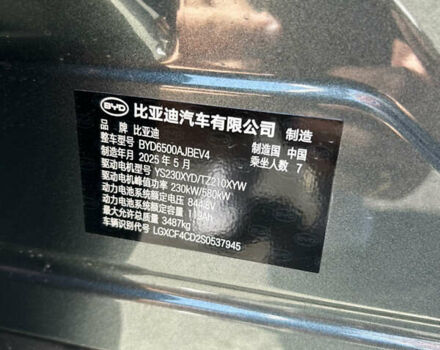 BYD 比亚迪汽车有限公司 制造
品 牌 比亚迪 制造国 中国
整车型号 BYD6500AJBEV4 乘坐人数 7
制造年月 2025 年 5 月
驱动电机型号 YS230XYD/TZ210XYW
驱动电机峰值功率 230kW/580kW
动力电池系统额定电压 844.8V
动力电池系统额定容量
最大允许总质量 3487kg
车辆识别代号 LGXCF4CD2S0537945